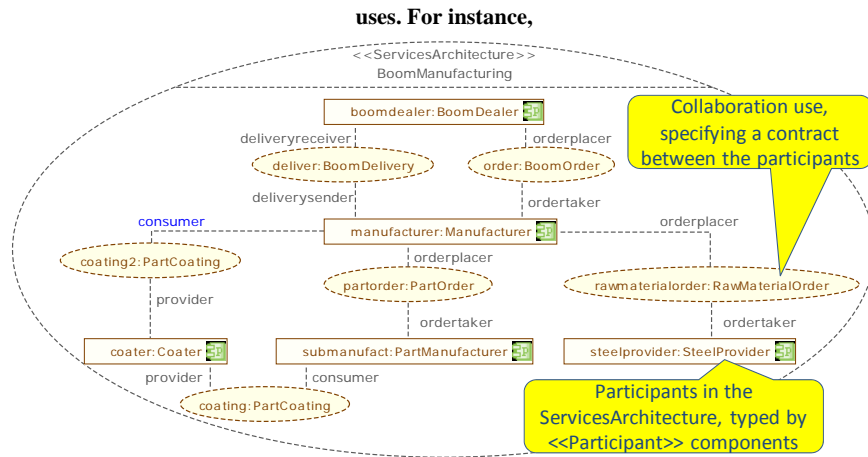 uses. For instance,
<<ServicesArchitecture>>
BoomManufacturing
boomdealer:BoomDealer
Collaboration use,
specifying a contract
between the participants
deliveryreceiver
orderplacer
deliver:BoomDelivery
order:BoomOrder
deliverysender
ordertaker
consumer
manufacturer:Manufacturer
orderplacer
orderplacer
coating2:PartCoating
partorder:PartOrder
rawmaterialorder:RawMaterialOrder
provider
ordertaker
ordertaker
coater:Coater
submanufact:PartManufacturer
steelprovider:SteelProvider
provider
consumer
coating:PartCoating
Participants in the
ServicesArchitecture, typed by
<<Participant>> components